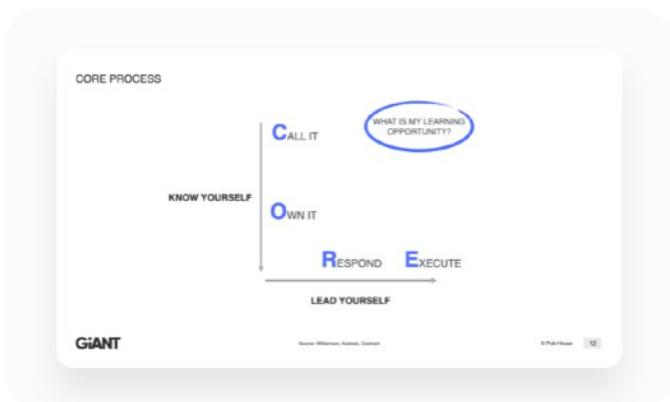 CORE PROCESS
CALL IT
WHAT IS MY LEARNING
OPPORTUNITY?
KNOW YOURSELF
OWN IT
RESPOND EXECUTE
LEAD YOURSELF
GiANT
Source: Williamson, Kubicek, Cockram
© Pub House 12